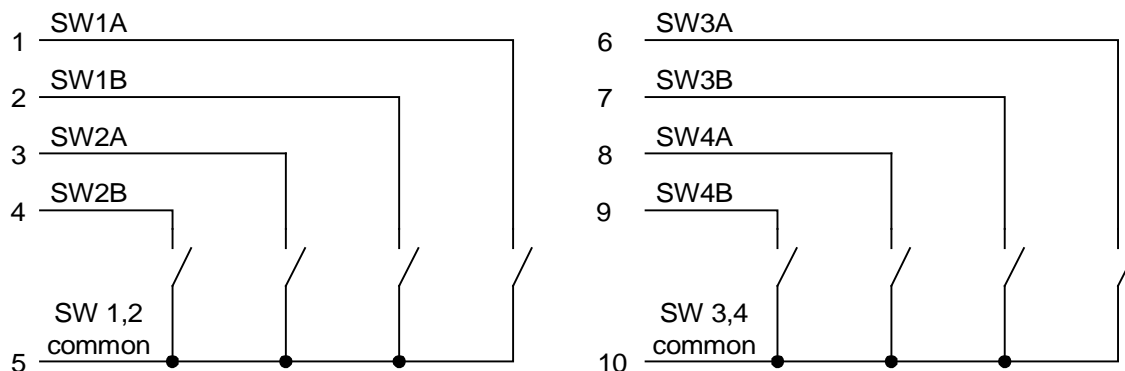 1 SW1A
2 SW1B
3 SW2A
4 SW2B
SW 1,2
common
5
6 SW3A
7 SW3B
8 SW4A
9 SW4B
SW 3,4
common
10